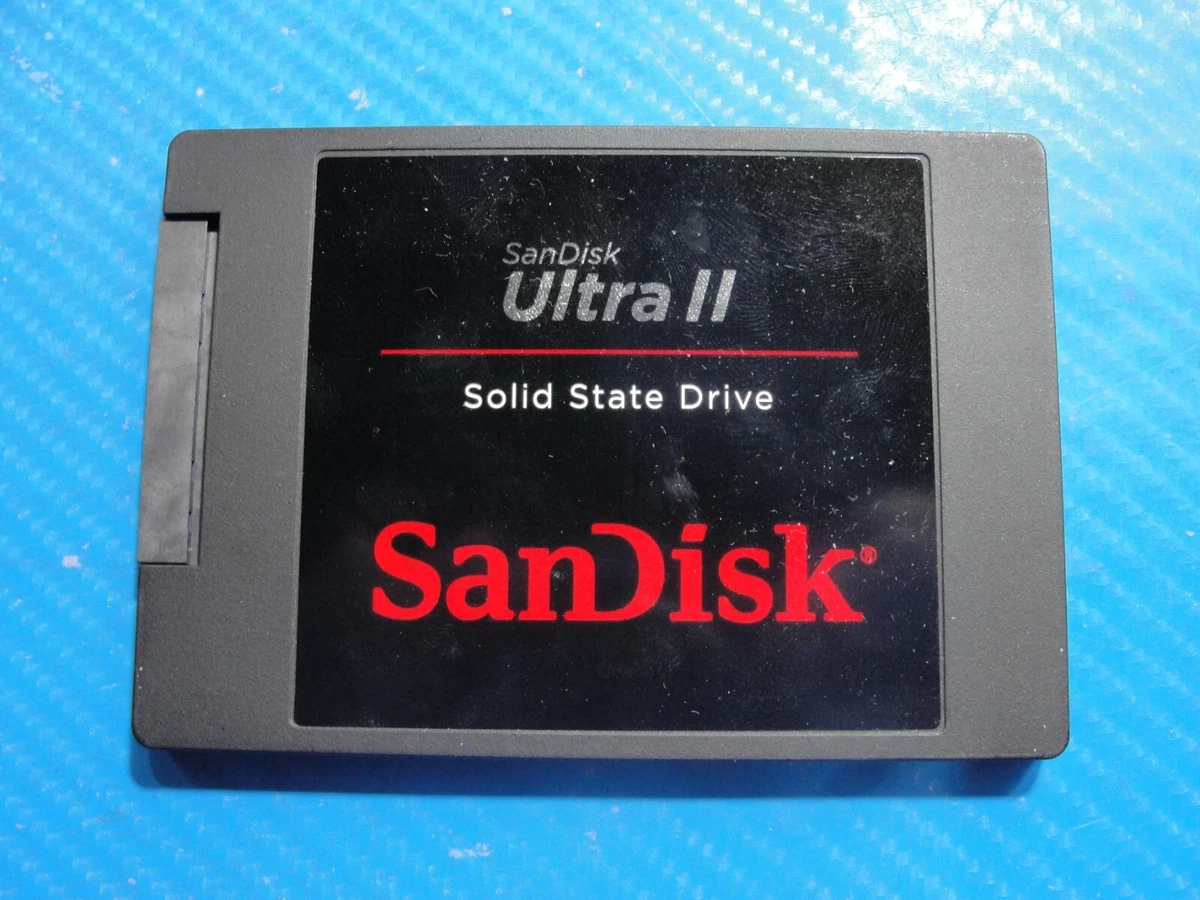 SanDisk
Ultra II
Solid State Drive
SanDisk®